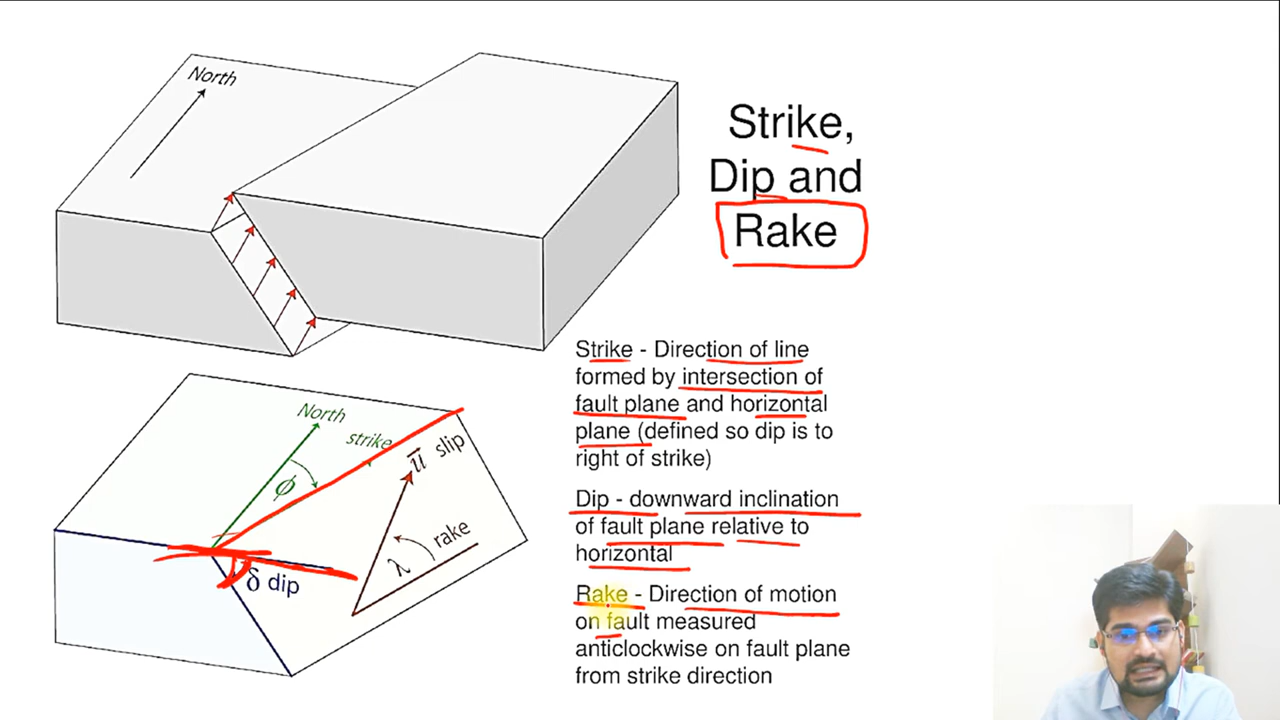 North
Strike,
Dip and
Rake
Strike - Direction of line
formed by intersection of
fault plane and horizontal
plane (defined so dip is to
right of strike)
North
strike
u⃗ slip
ϕ
rake
λ
δ dip
Dip - downward inclination
of fault plane relative to
horizontal
Rake - Direction of motion
on fault measured
anticlockwise on fault plane
from strike direction